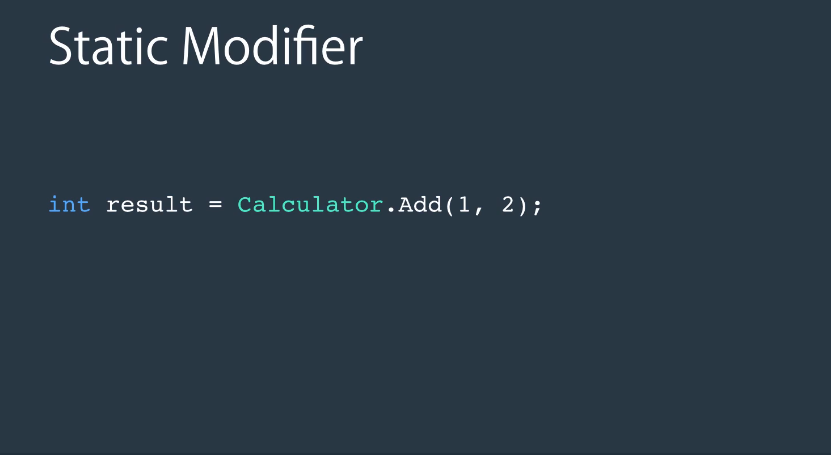 Static Modifier
int result = Calculator.Add(1, 2);